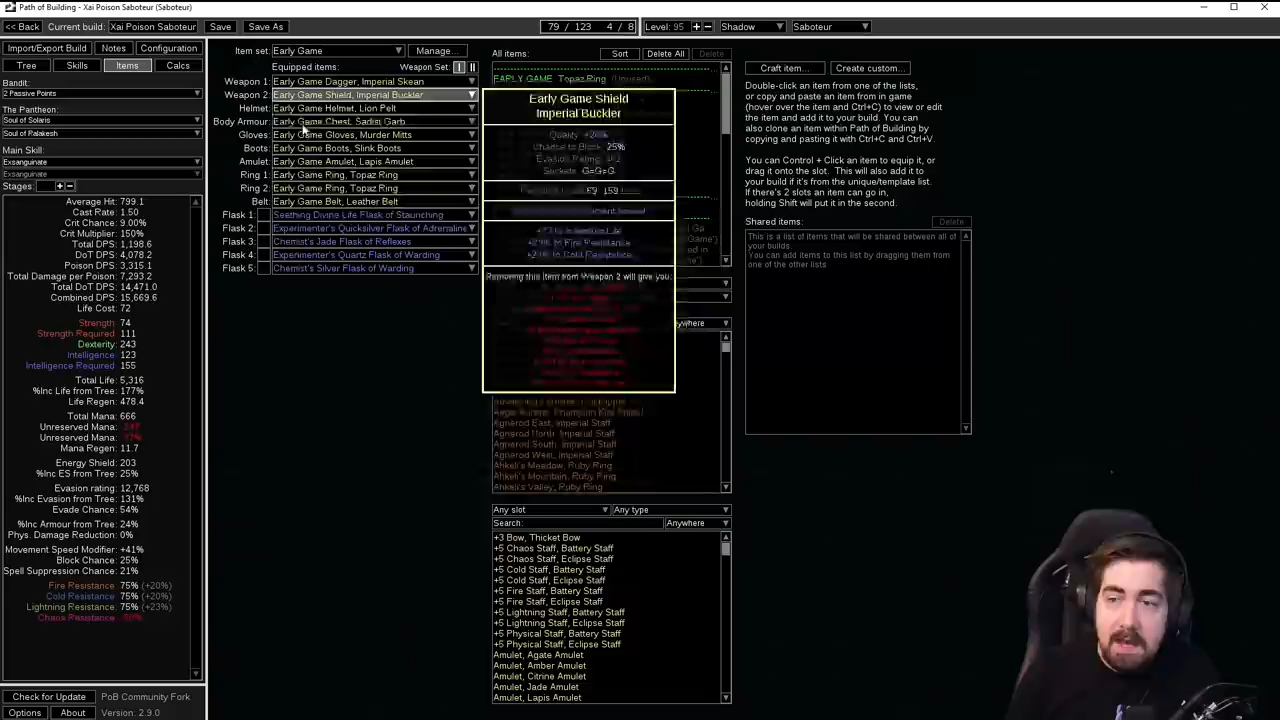 Path of Building - Xai Poison Saboteur (Saboteur)
<< Back
Current build: Xai Poison Saboteur
Save
Save As
79 / 123 4 / 8
Level: 95 + -
Shadow
Saboteur
Import/Export Build
Notes
Configuration
Tree
Skills
Items
Calcs
Bandit:
2 Passive Points
The Pantheon:
Soul of Solaris
Soul of Ralakesh
Main Skill:
Exsanguinate
Exsanguinate
Stages:
Average Hit: 799.1
Cast Rate: 1.50
Crit Chance: 9.00%
Crit Multiplier: 150%
Total DPS: 1,198.6
DoT DPS: 4,078.2
Poison DPS: 3,315.1
Total Damage per Poison: 7,293.2
Total DoT DPS: 14,471.0
Combined DPS: 15,669.6
Life Cost: 72
Strength: 74
Strength Required: 111
Dexterity: 243
Intelligence: 123
Intelligence Required: 155
Total Life: 5,316
%Inc Life from Tree: 177%
Life Regen: 478.4
Total Mana: 666
Unreserved Mana:
Unreserved Mana:
Mana Regen: 11.7
Energy Shield: 203
%Inc ES from Tree: 25%
Evasion rating: 12,768
%Inc Evasion from Tree: 131%
Evade Chance: 54%
%Inc Armour from Tree: 24%
Phys. Damage Reduction: 0%
Movement Speed Modifier: +41%
Block Chance: 25%
Spell Suppression Chance: 21%
Fire Resistance: 75% (+20%)
Cold Resistance: 75% (+20%)
Lightning Resistance: 75% (+23%)
Chaos Resistance:
Check for Update
PoB Community Fork
Options
About
Version: 2.9.0
Item set: Early Game
Manage...
Equipped items:
Weapon Set: I II
Weapon 1: Early Game Dagger, Imperial Skean
Weapon 2: Early Game Shield, Imperial Buckler
Helmet: Early Game Helmet, Lion Pelt
Body Armour: Early Game Chest, Sadist Garb
Gloves: Early Game Gloves, Murder Mitts
Boots: Early Game Boots, Slink Boots
Amulet: Early Game Amulet, Lapis Amulet
Ring 1: Early Game Ring, Topaz Ring
Ring 2: Early Game Ring, Topaz Ring
Belt: Early Game Belt, Leather Belt
Flask 1: Seething Divine Life Flask of Staunching
Flask 2: Experimenter's Quicksilver Flask of Adrenaline
Flask 3: Chemist's Jade Flask of Reflexes
Flask 4: Experimenter's Quartz Flask of Warding
Flask 5: Chemist's Silver Flask of Warding
All items:
Sort
Delete All
Delete
EARLY GAME Topaz Ring (Unused)
Early Game Shield
Imperial Buckler
Quality: +20%
Chance to Block: 25%
Evasion Rating:
Sockets: G=G=G
159
to Fire Resistance
to Cold Resistance
Removing this item from Weapon 2 will give you:
Aegis Aurora, Champion Kite Shield
Agnerod East, Imperial Staff
Agnerod North, Imperial Staff
Agnerod South, Imperial Staff
Agnerod West, Imperial Staff
Ahkeli's Meadow, Ruby Ring
Ahkeli's Mountain, Ruby Ring
Ahkeli's Valley, Ruby Ring
Any slot
Any type
Search:
Anywhere
+3 Bow, Thicket Bow
+5 Chaos Staff, Battery Staff
+5 Chaos Staff, Eclipse Staff
+5 Cold Staff, Battery Staff
+5 Cold Staff, Eclipse Staff
+5 Fire Staff, Battery Staff
+5 Fire Staff, Eclipse Staff
+5 Lightning Staff, Battery Staff
+5 Lightning Staff, Eclipse Staff
+5 Physical Staff, Battery Staff
+5 Physical Staff, Eclipse Staff
Amulet, Agate Amulet
Amulet, Amber Amulet
Amulet, Citrine Amulet
Amulet, Jade Amulet
Amulet, Lapis Amulet
Craft item...
Create custom...
Double-click an item from one of the lists,
or copy and paste an item from in game
(hover over the item and Ctrl+C) to view or edit
the item and add it to your build. You can
also clone an item within Path of Building by
copying and pasting it with Ctrl+C and Ctrl+V.
You can Control + Click an item to equip it, or
drag it onto the slot. This will also add it to
your build if it's from the unique/template list.
If there's 2 slots an item can go in,
holding Shift will put it in the second.
Shared items:
Delete
This is a list of items that will be shared between all of
your builds.
You can add items to this list by dragging them from
one of the other lists